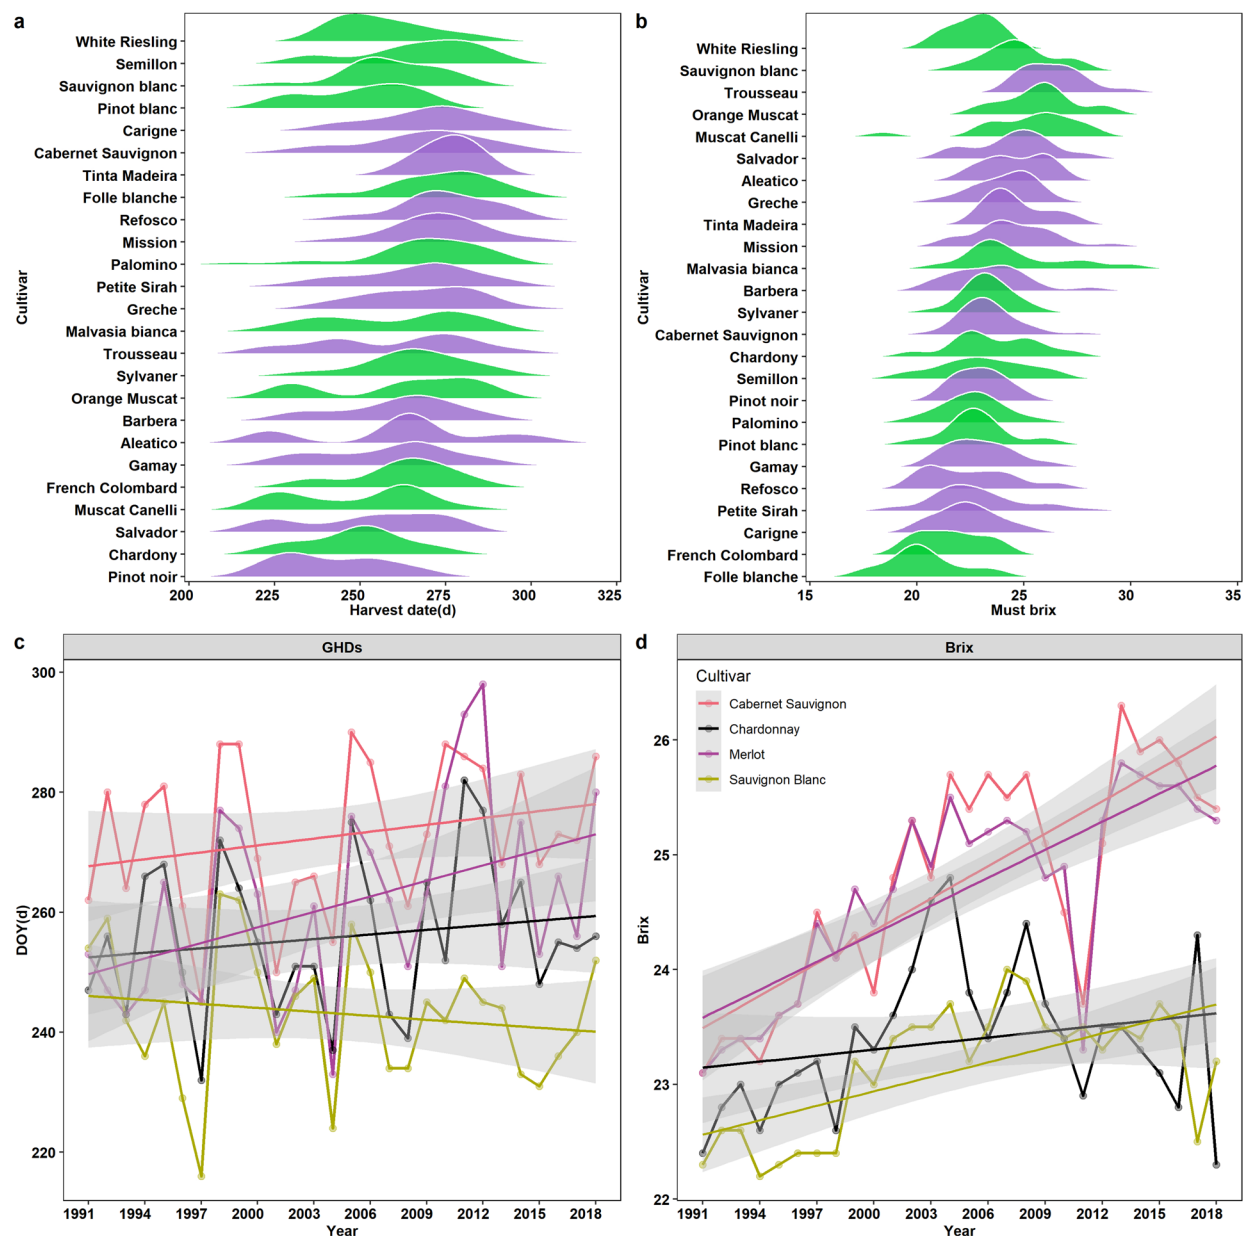 a
White Riesling
Semillon
Sauvignon blanc
Pinot blanc
Carigne
Cabernet Sauvignon
Tinta Madeira
Folle blanche
Refosco
Mission
Palomino
Petite Sirah
Greche
Malvasia bianca
Trousseau
Sylvaner
Orange Muscat
Barbera
Aleatico
Gamay
French Colombard
Muscat Canelli
Salvador
Chardony
Pinot noir
Cultivar
200 225 250 275 300 325
Harvest date(d)
b
White Riesling
Sauvignon blanc
Trousseau
Orange Muscat
Muscat Canelli
Salvador
Aleatico
Greche
Tinta Madeira
Mission
Malvasia bianca
Barbera
Sylvaner
Cabernet Sauvignon
Chardony
Semillon
Pinot noir
Palomino
Pinot blanc
Gamay
Refosco
Petite Sirah
Carigne
French Colombard
Folle blanche
Cultivar
15 20 25 30 35
Must brix
c
GHDs
300
280
260
240
220
DOY(d)
1991 1994 1997 2000 2003 2006 2009 2012 2015 2018
Year
d
Brix
Cultivar
Cabernet Sauvignon
Chardonnay
Merlot
Sauvignon Blanc
26
25
24
23
22
Brix
1991 1994 1997 2000 2003 2006 2009 2012 2015 2018
Year